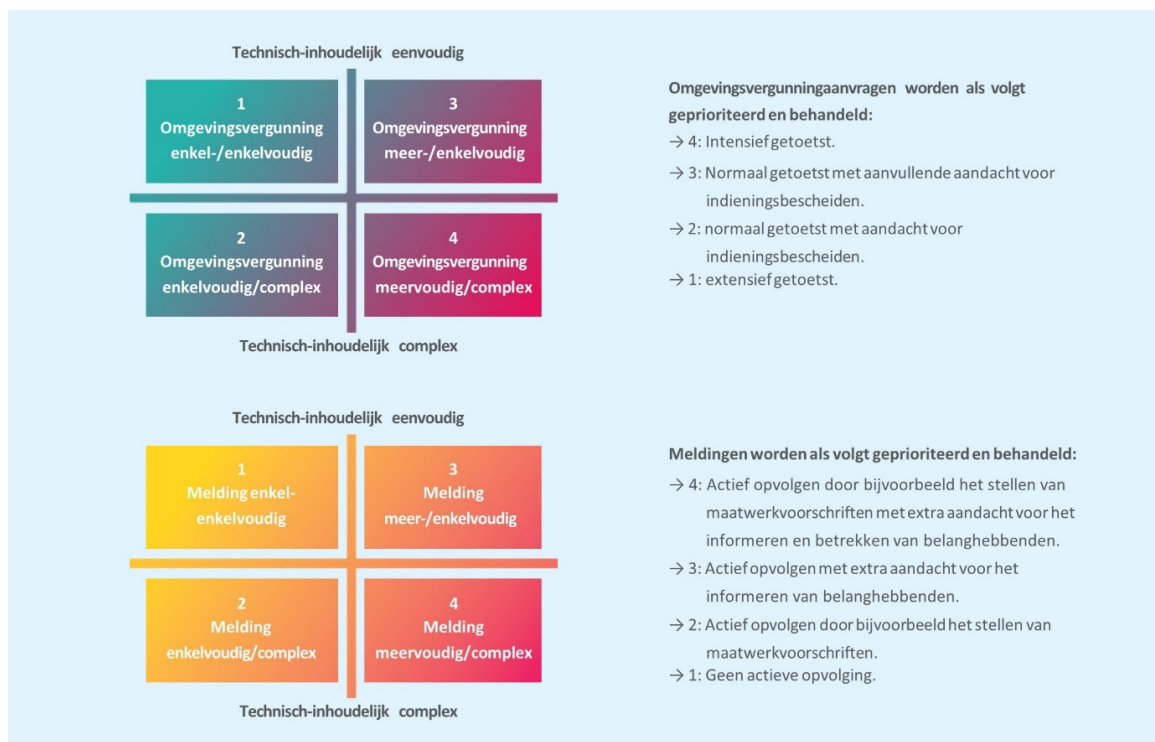 Technisch-inhoudelijk eenvoudig
1
Omgevingsvergunning
enkel-/enkelvoudig
3
Omgevingsvergunning
meer-/enkelvoudig
2
Omgevingsvergunning
enkelvoudig/complex
4
Omgevingsvergunning
meervoudig/complex
Technisch-inhoudelijk complex
Omgevingsvergunningaanvragen worden als volgt
geprioriteerd en behandeld:
→ 4: Intensief getoetst.
→ 3: Normaal getoetst met aanvullende aandacht voor
indieningsbescheiden.
→ 2: normaal getoetst met aandacht voor
indieningsbescheiden.
→ 1: extensief getoetst.
Technisch-inhoudelijk eenvoudig
1
Melding enkel-
enkelvoudig
3
Melding
meer-/enkelvoudig
2
Melding
enkelvoudig/complex
4
Melding
meervoudig/complex
Technisch-inhoudelijk complex
Meldingen worden als volgt geprioriteerd en behandeld:
→ 4: Actief opvolgen door bijvoorbeeld het stellen van
maatwerkvoorschriften met extra aandacht voor het
informeren en betrekken van belanghebbenden.
→ 3: Actief opvolgen met extra aandacht voor het
informeren van belanghebbenden.
→ 2: Actief opvolgen door bijvoorbeeld het stellen van
maatwerkvoorschriften.
→ 1: Geen actieve opvolging.